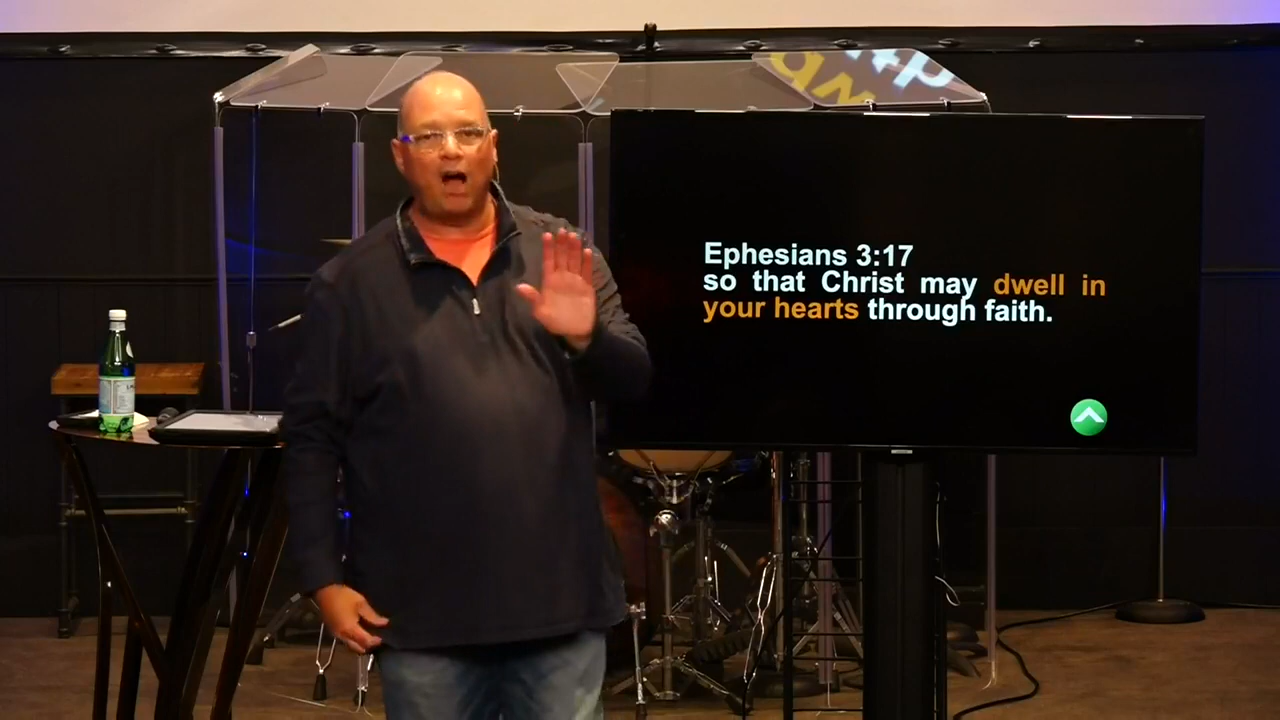 Ephesians 3:17
so that Christ may dwell in
your hearts through faith.